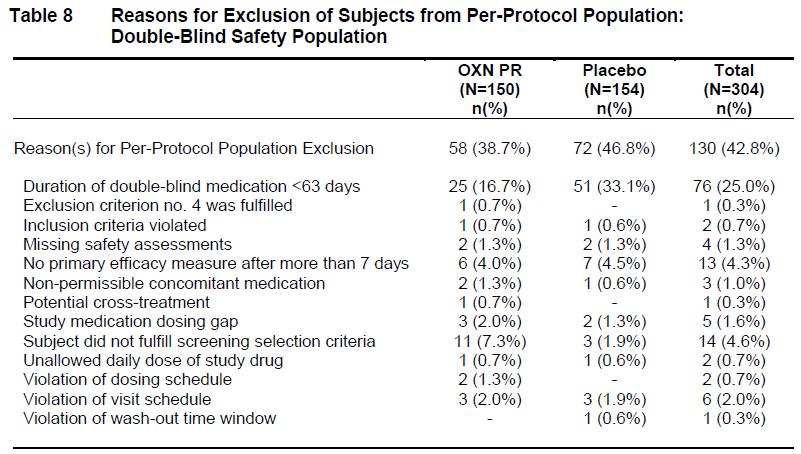 Table 8 Reasons for Exclusion of Subjects from Per-Protocol Population:
Double-Blind Safety Population
OXN PR Placebo Total
(N=150) (N=154) (N=304)
n(%) n(%) n(%)
Reason(s) for Per-Protocol Population Exclusion 58 (38.7%) 72 (46.8%) 130 (42.8%)
Duration of double-blind medication <63 days 25 (16.7%) 51 (33.1%) 76 (25.0%)
Exclusion criterion no. 4 was fulfilled 1 (0.7%) - 1 (0.3%)
Inclusion criteria violated 1 (0.7%) 1 (0.6%) 2 (0.7%)
Missing safety assessments 2 (1.3%) 2 (1.3%) 4 (1.3%)
No primary efficacy measure after more than 7 days 6 (4.0%) 7 (4.5%) 13 (4.3%)
Non-permissible concomitant medication 2 (1.3%) 1 (0.6%) 3 (1.0%)
Potential cross-treatment 1 (0.7%) - 1 (0.3%)
Study medication dosing gap 3 (2.0%) 2 (1.3%) 5 (1.6%)
Subject did not fulfill screening selection criteria 11 (7.3%) 3 (1.9%) 14 (4.6%)
Unallowed daily dose of study drug 1 (0.7%) 1 (0.6%) 2 (0.7%)
Violation of dosing schedule 2 (1.3%) - 2 (0.7%)
Violation of visit schedule 3 (2.0%) 3 (1.9%) 6 (2.0%)
Violation of wash-out time window - 1 (0.6%) 1 (0.3%)